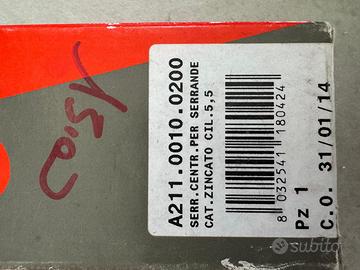 A211.0010.0200
SERR.CENTR.PER SERRANDE
CAT.ZINCATO CIL.5,5
8 032541 180424
Pz 1
C.O. 31/01/14
subito